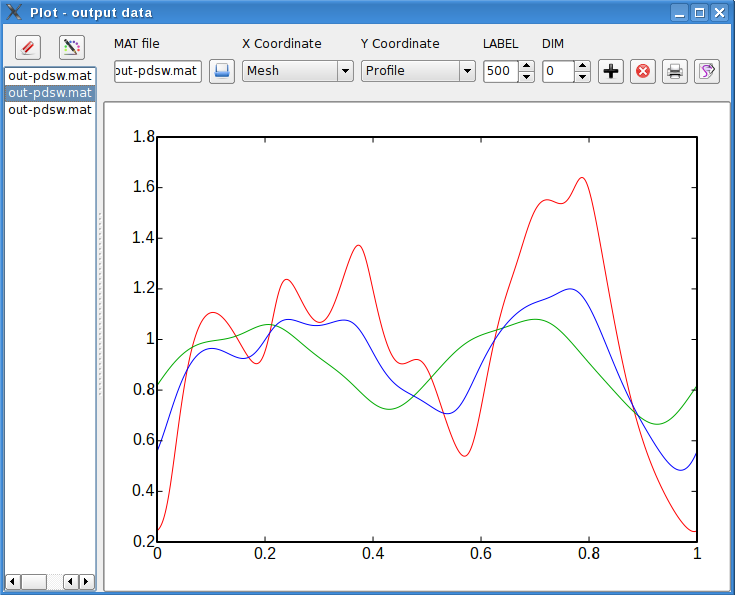 Plot - output data
MAT file X Coordinate Y Coordinate LABEL DIM
out-pdsw.mat Mesh Profile 500 0
out-pdsw.mat
out-pdsw.mat
out-pdsw.mat
1.8
1.6
1.4
1.2
1
0.8
0.6
0.4
0.2
0 0.2 0.4 0.6 0.8 1